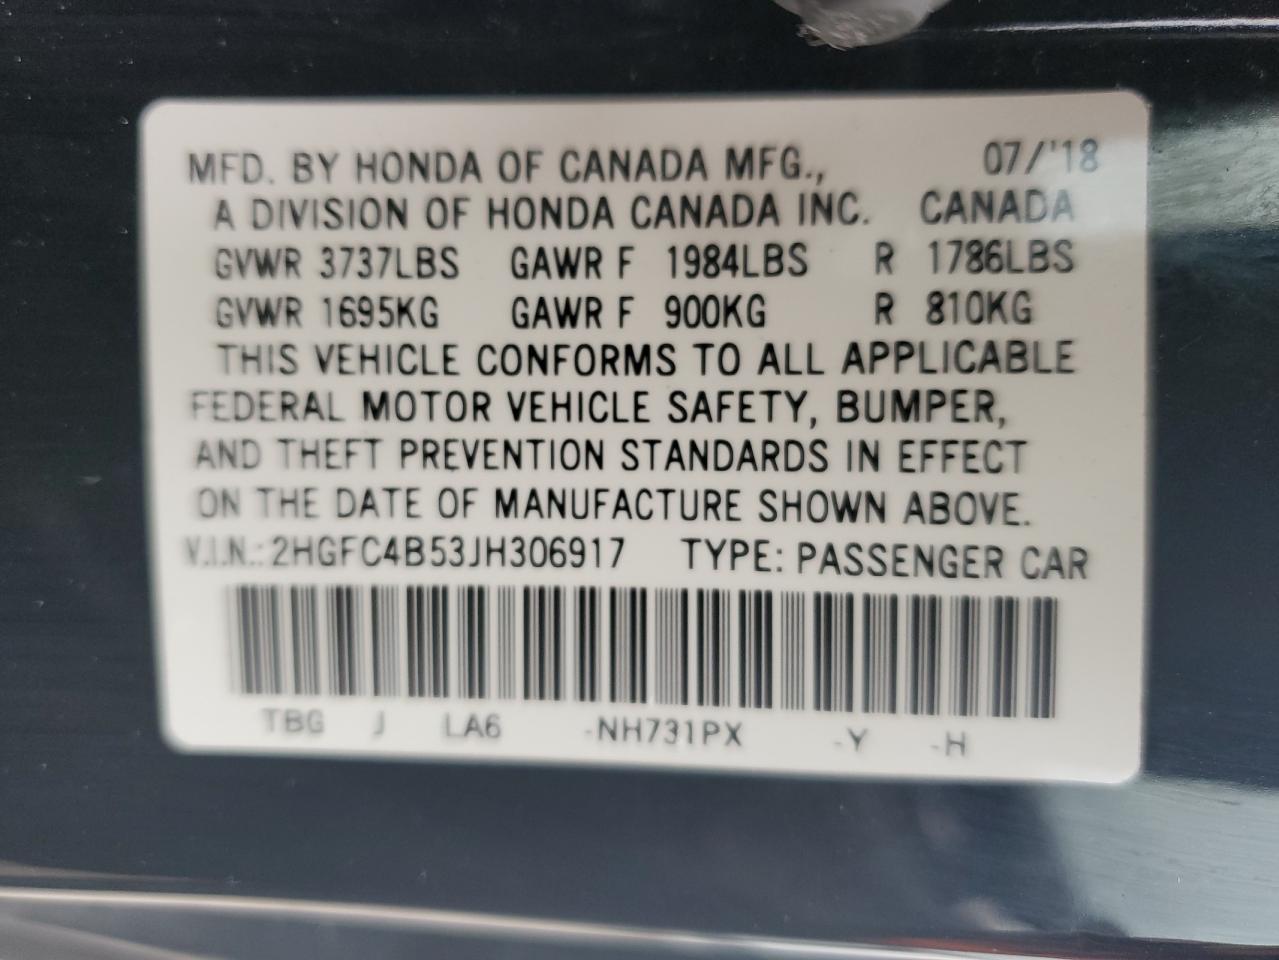 MFD. BY HONDA OF CANADA MFG., 07/'18
A DIVISION OF HONDA CANADA INC. CANADA
GVWR 3737LBS GAWR F 1984LBS R 1786LBS
GVWR 1695KG GAWR F 900KG R 810KG
THIS VEHICLE CONFORMS TO ALL APPLICABLE
FEDERAL MOTOR VEHICLE SAFETY, BUMPER,
AND THEFT PREVENTION STANDARDS IN EFFECT
ON THE DATE OF MANUFACTURE SHOWN ABOVE.
V.I.N.: 2HGFC4B53JH306917 TYPE: PASSENGER CAR
TBG J LA6 -NH731PX -Y -H